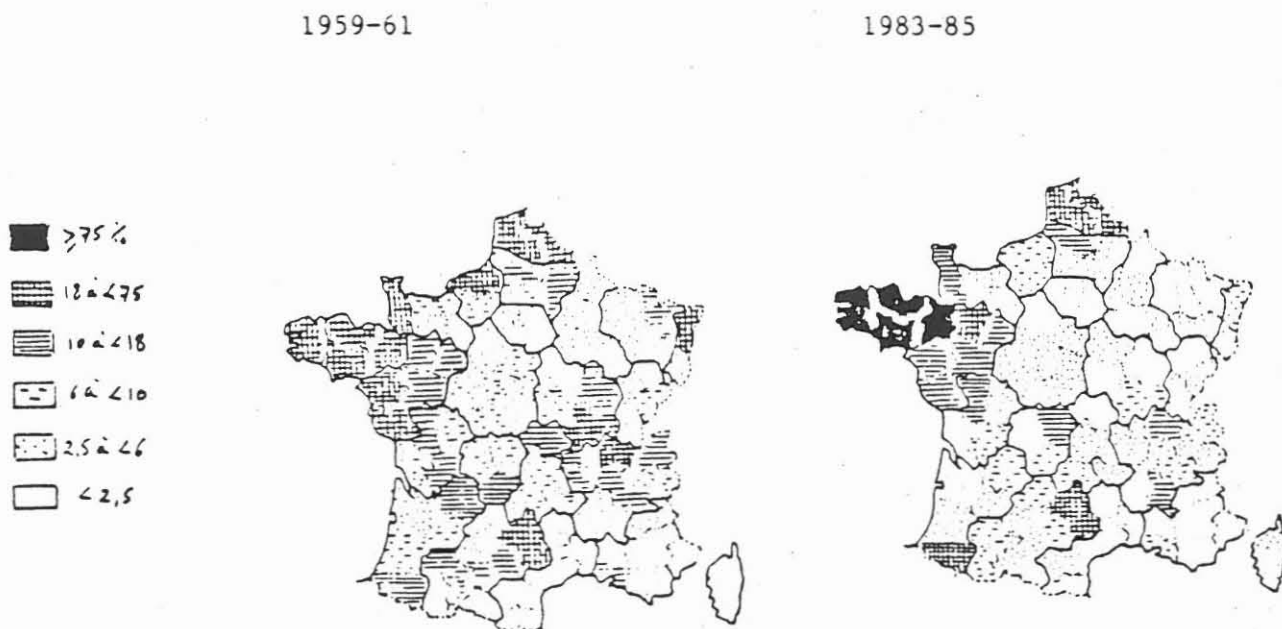 1959-61
1983-85
≥75 %
18 à <75
10 à <18
6 à <10
2,5 à <6
<2,5